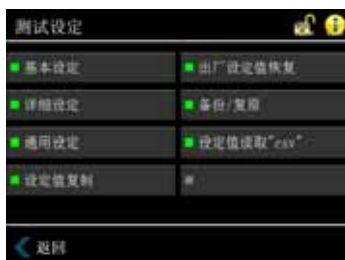 测试设定
基本设定
出厂设定值恢复
详细设定
备份/复原
通用设定
设定值读取"csv"
设定值复制
返回